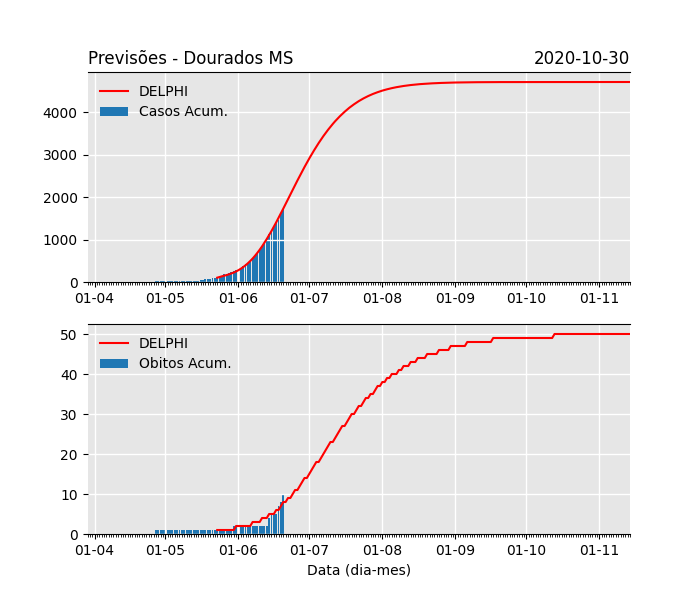 Previsões - Dourados MS 2020-10-30
DELPHI
Casos Acum.
4000
3000
2000
1000
0
01-04 01-05 01-06 01-07 01-08 01-09 01-10 01-11
DELPHI
Obitos Acum.
50
40
30
20
10
0
01-04 01-05 01-06 01-07 01-08 01-09 01-10 01-11
Data (dia-mes)